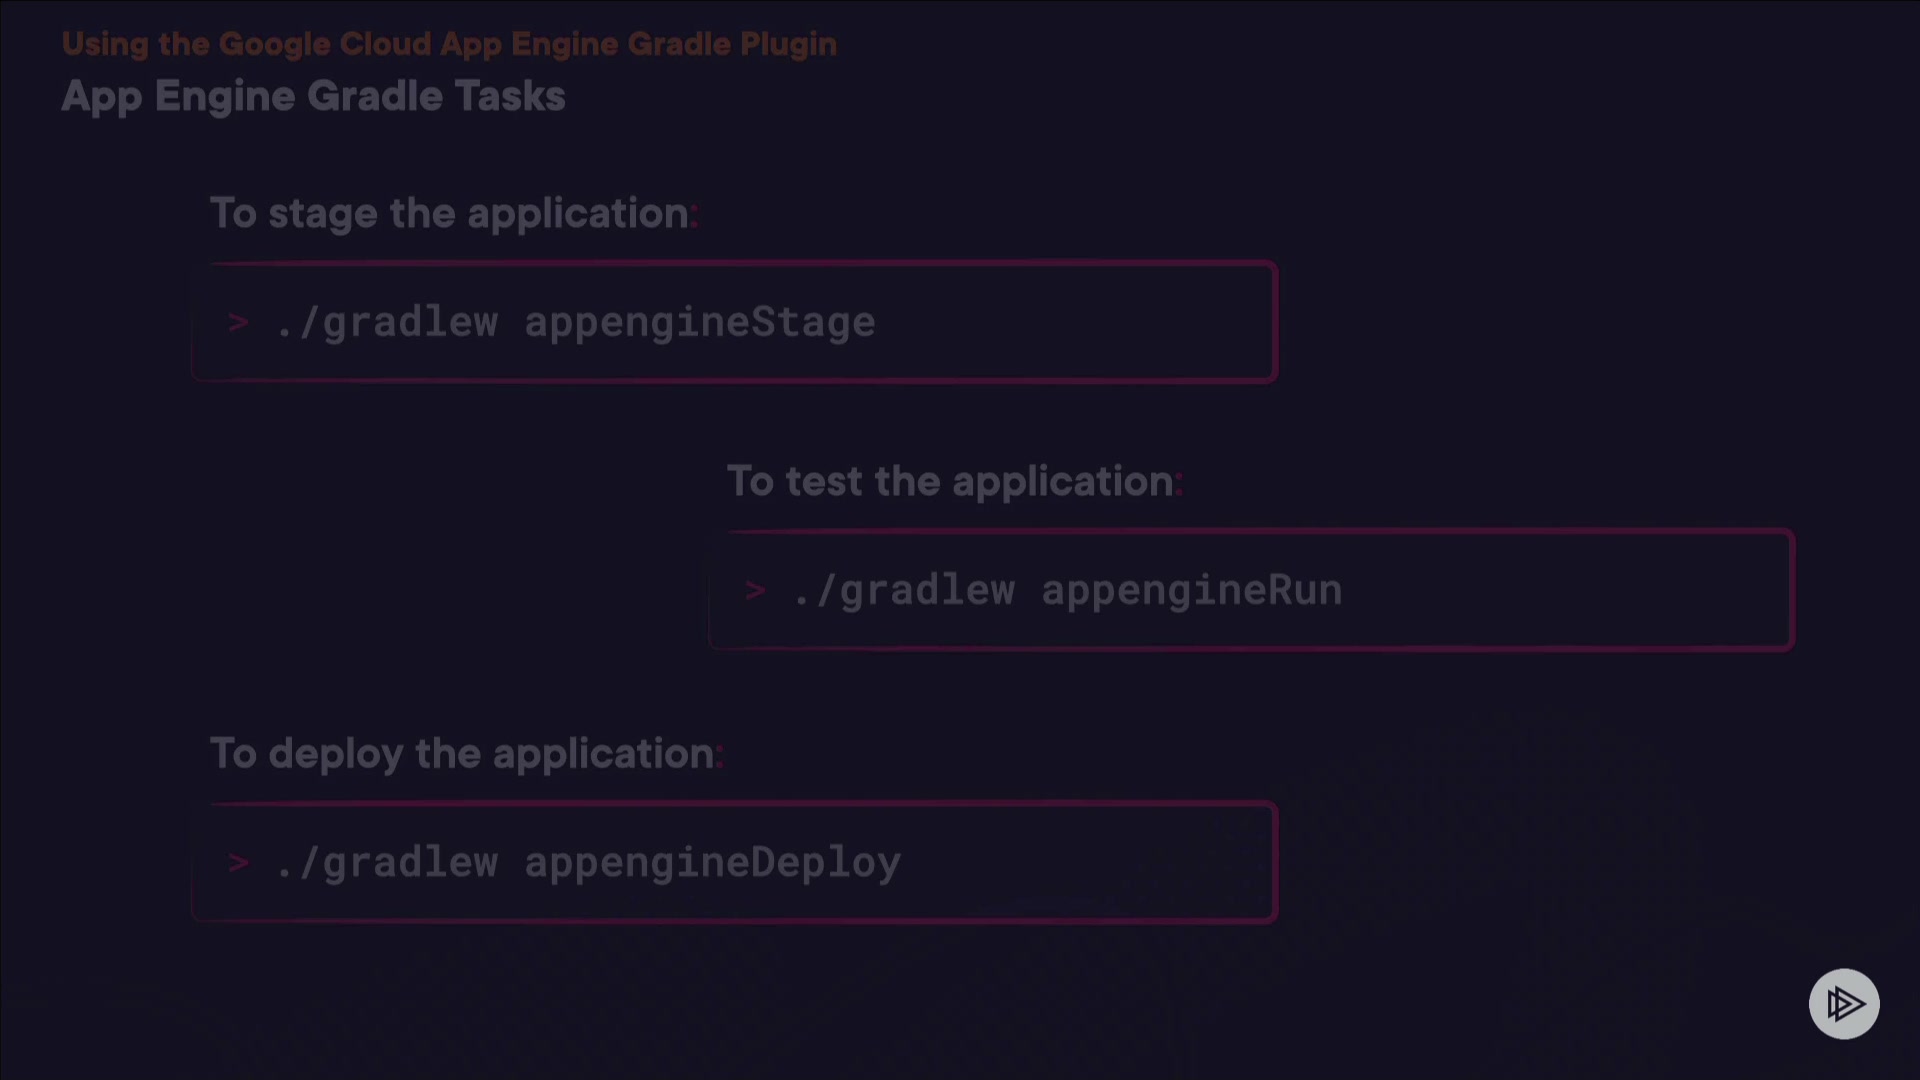 Using the Google Cloud App Engine Gradle Plugin
App Engine Gradle Tasks
To stage the application:
> ./gradlew appengineStage
To test the application:
> ./gradlew appengineRun
To deploy the application:
> ./gradlew appengineDeploy